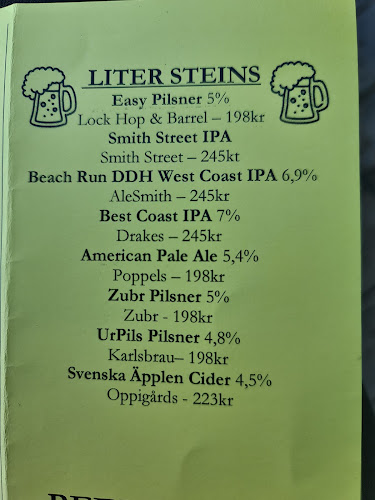 LITER STEINS
Easy Pilsner 5%
Lock Hop & Barrel – 198kr
Smith Street IPA
Smith Street – 245kt
Beach Run DDH West Coast IPA 6,9%
AleSmith – 245kr
Best Coast IPA 7%
Drakes – 245kr
American Pale Ale 5,4%
Poppels – 198kr
Zubr Pilsner 5%
Zubr - 198kr
UrPils Pilsner 4,8%
Karlsbrau– 198kr
Svenska Äpplen Cider 4,5%
Oppigårds - 223kr